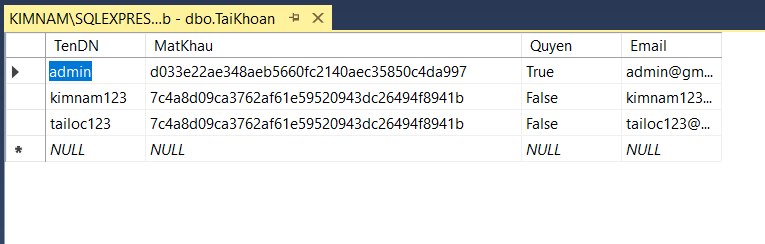 KIMNAM\SQLEXPRES...b - dbo.TaiKhoan
TenDN MatKhau Quyen Email
admin d033e22ae348aeb5660fc2140aec35850c4da997 True admin@gm...
kimnam123 7c4a8d09ca3762af61e59520943dc26494f8941b False kimnam123...
tailoc123 7c4a8d09ca3762af61e59520943dc26494f8941b False tailoc123@...
NULL NULL NULL NULL